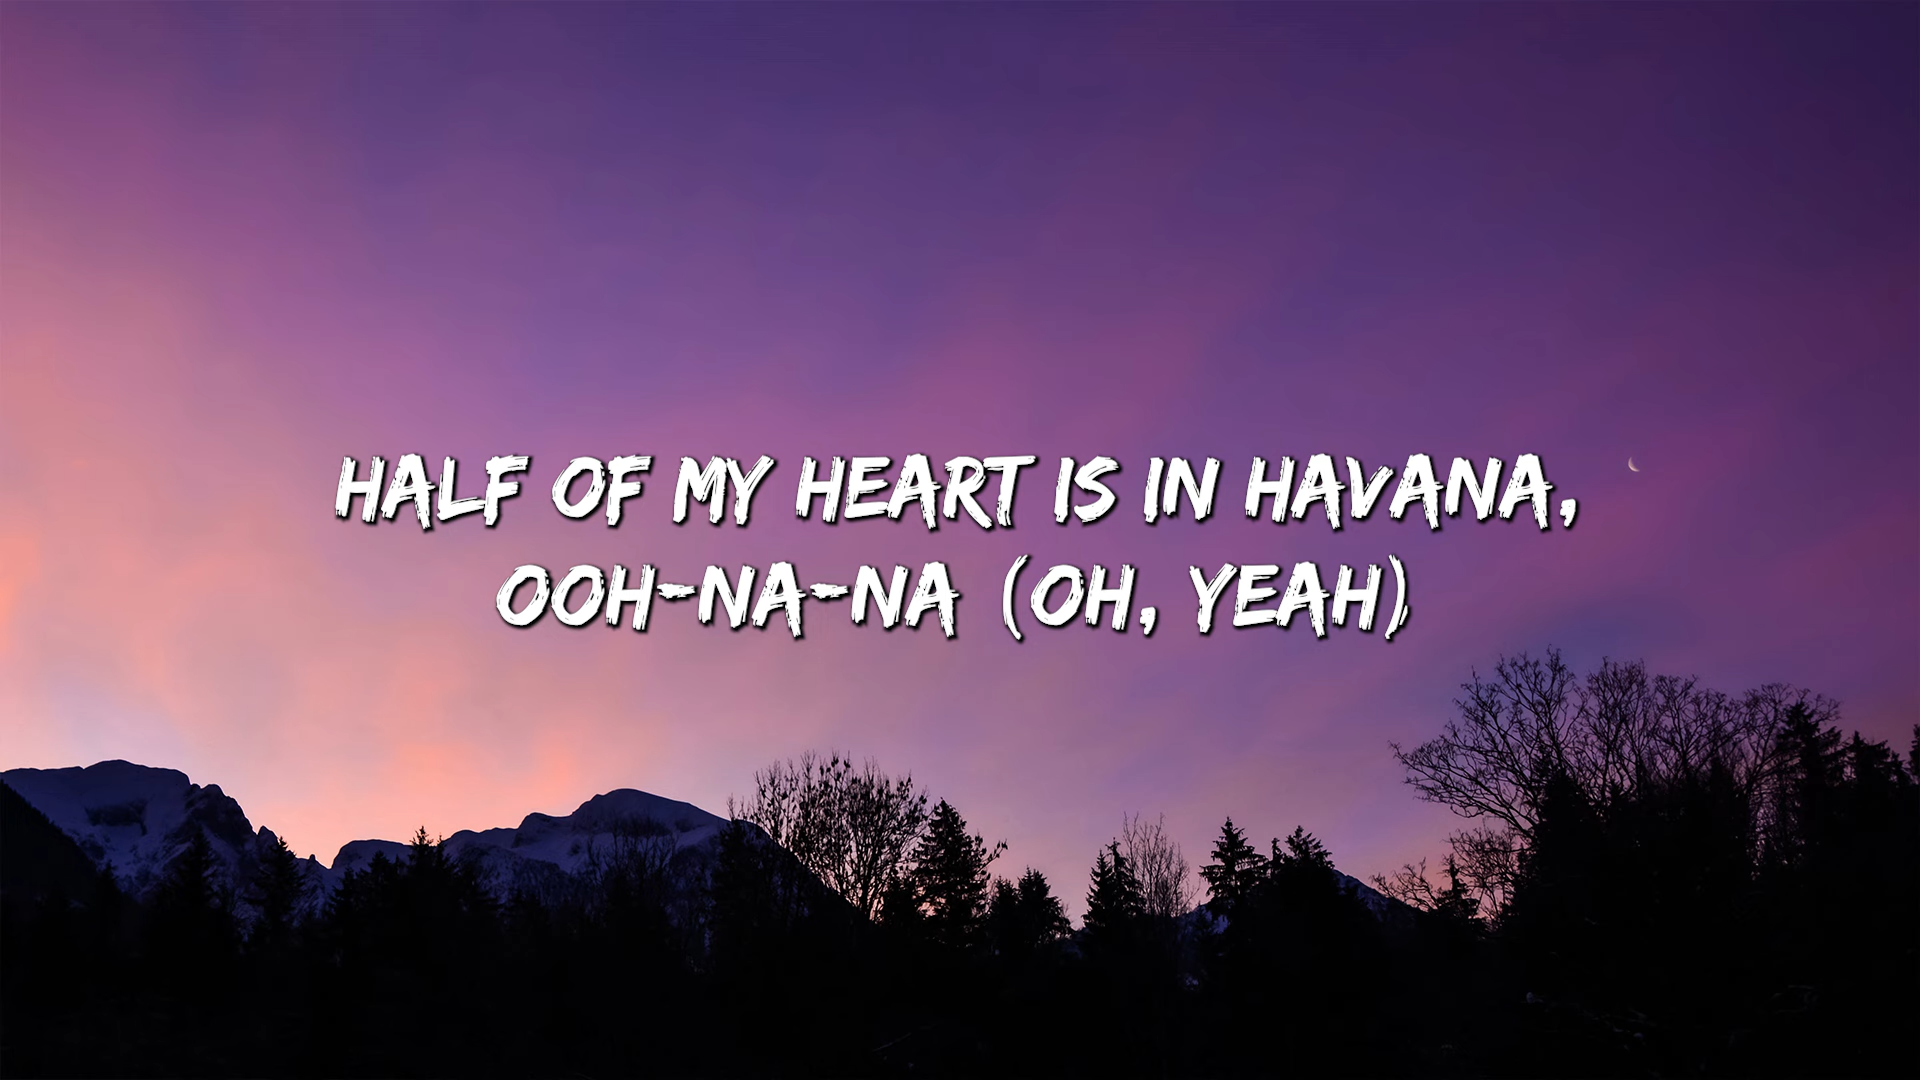 HALF OF MY HEART IS IN HAVANA,
OOH-NA-NA (OH, YEAH)